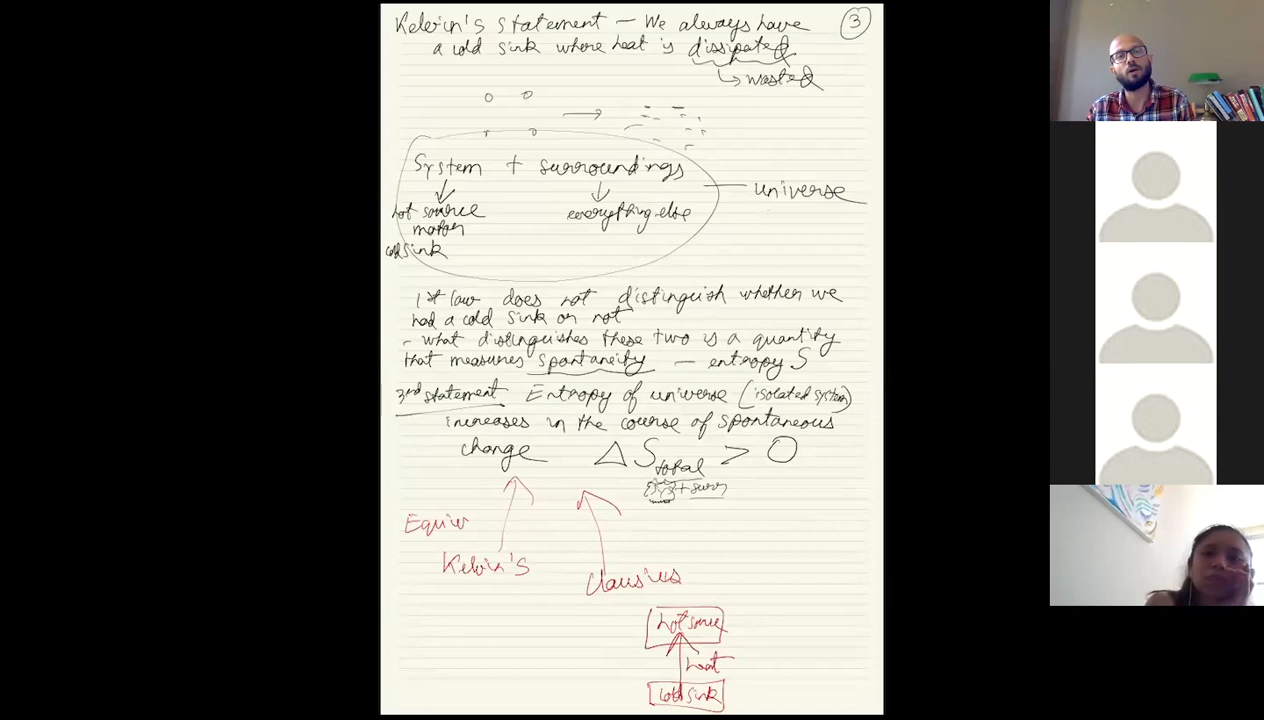 Kelvin's statement — We always have
③
a cold sink where heat is dissipated
↳ wasted
System + surroundings
universe
hot source
everything else
motor
cold sink
1st law does not distinguish whether we
had a cold sink or not
- what distinguishes these two is a quantity
that measures spontaneity — entropy S
3rd statement Entropy of universe (isolated system)
increases in the course of spontaneous
change Δ S total > 0
sys + surr
Equiv
Kelvin's
Clausius
hot source
heat
cold sink